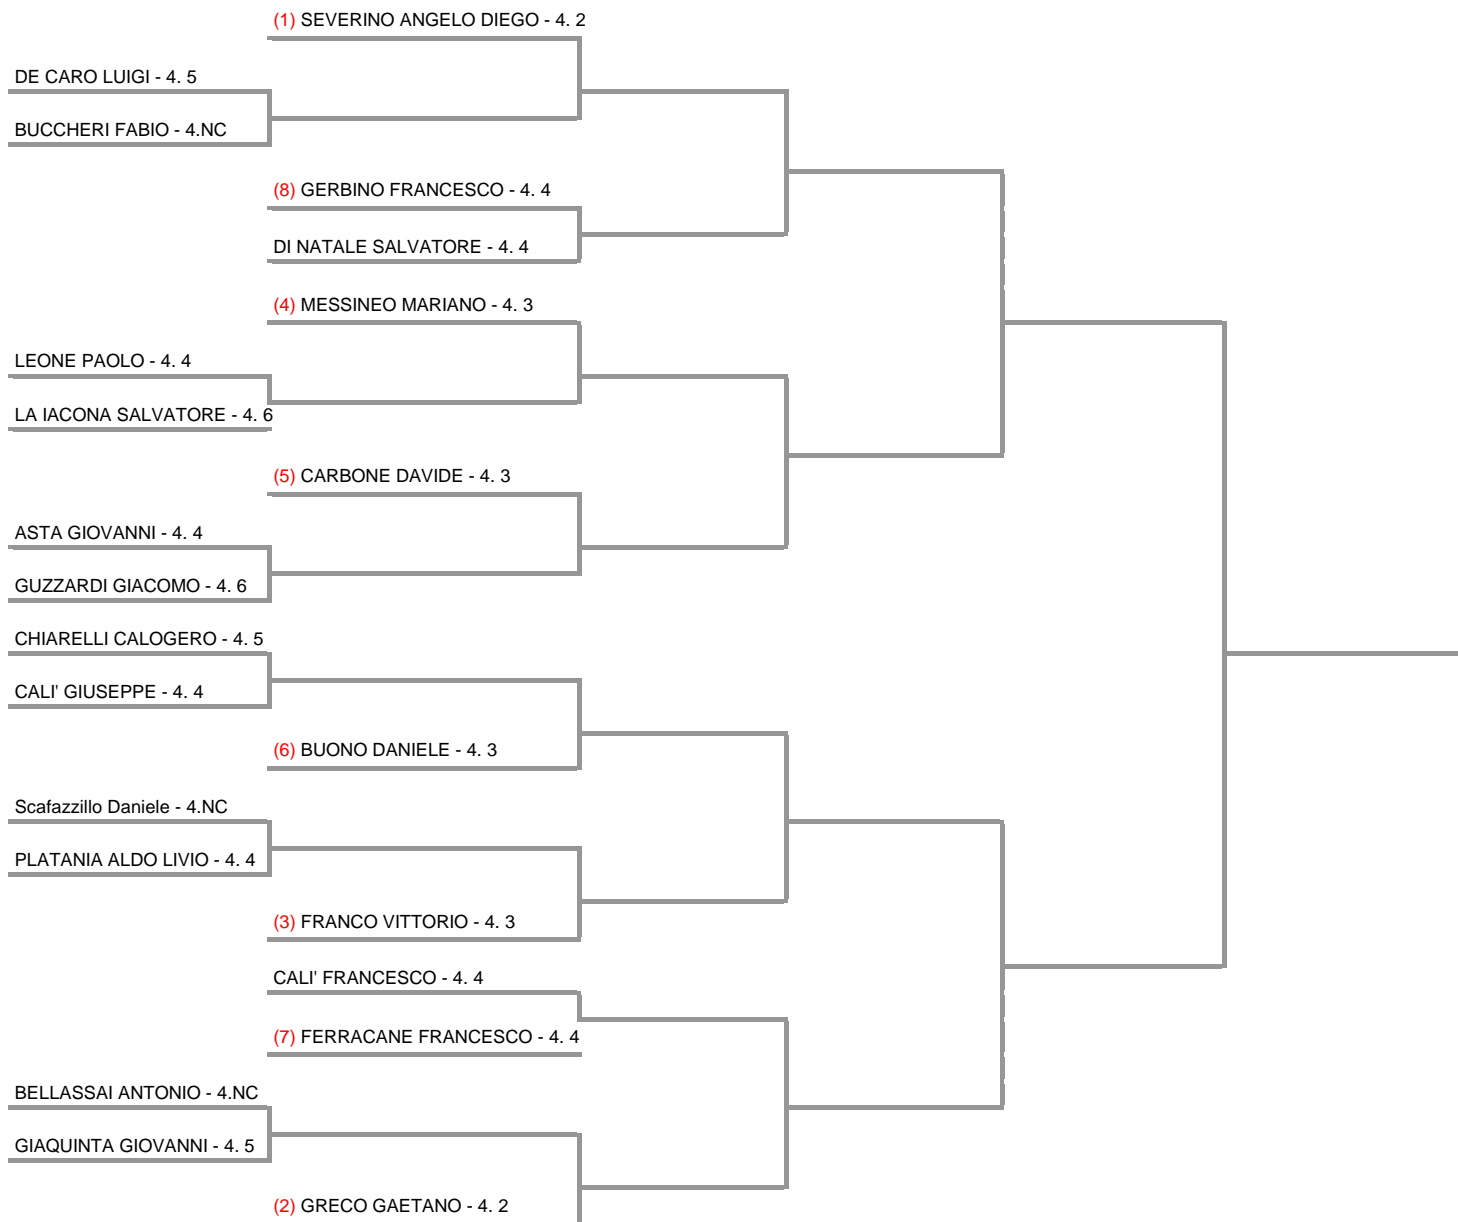 (1) SEVERINO ANGELO DIEGO - 4. 2
DE CARO LUIGI - 4. 5
BUCCHERI FABIO - 4.NC
(8) GERBINO FRANCESCO - 4. 4
DI NATALE SALVATORE - 4. 4
(4) MESSINEO MARIANO - 4. 3
LEONE PAOLO - 4. 4
LA IACONA SALVATORE - 4. 6
(5) CARBONE DAVIDE - 4. 3
ASTA GIOVANNI - 4. 4
GUZZARDI GIACOMO - 4. 6
CHIARELLI CALOGERO - 4. 5
CALI' GIUSEPPE - 4. 4
(6) BUONO DANIELE - 4. 3
Scafazzillo Daniele - 4.NC
PLATANIA ALDO LIVIO - 4. 4
(3) FRANCO VITTORIO - 4. 3
CALI' FRANCESCO - 4. 4
(7) FERRACANE FRANCESCO - 4. 4
BELLASSAI ANTONIO - 4.NC
GIAQUINTA GIOVANNI - 4. 5
(2) GRECO GAETANO - 4. 2